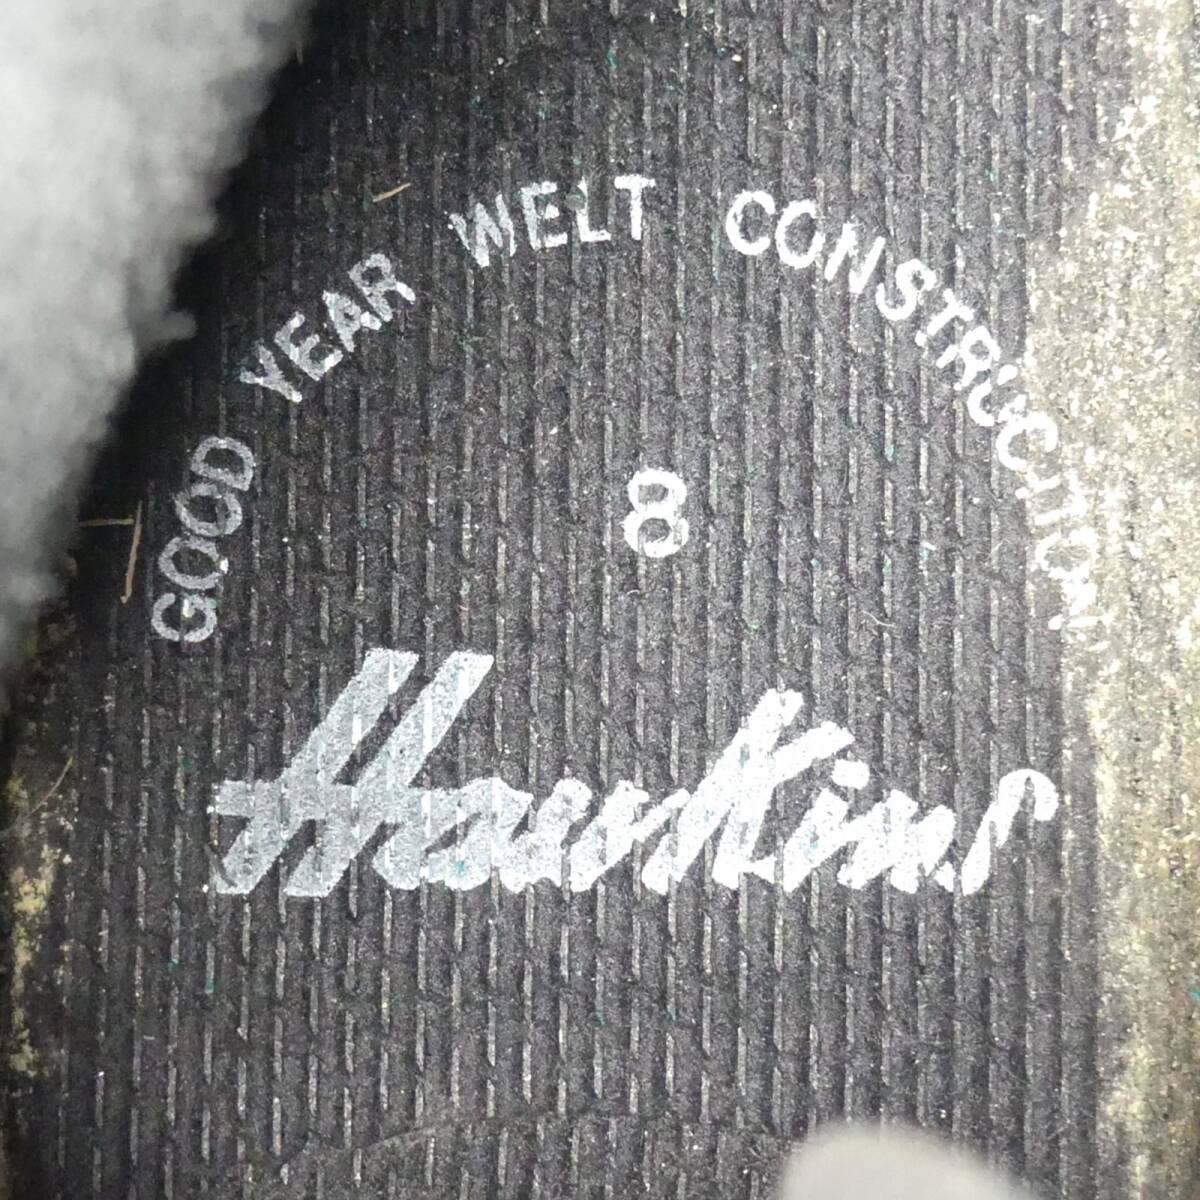 GOOD YEAR WELT CONSTRUCTION
8
Hawkins